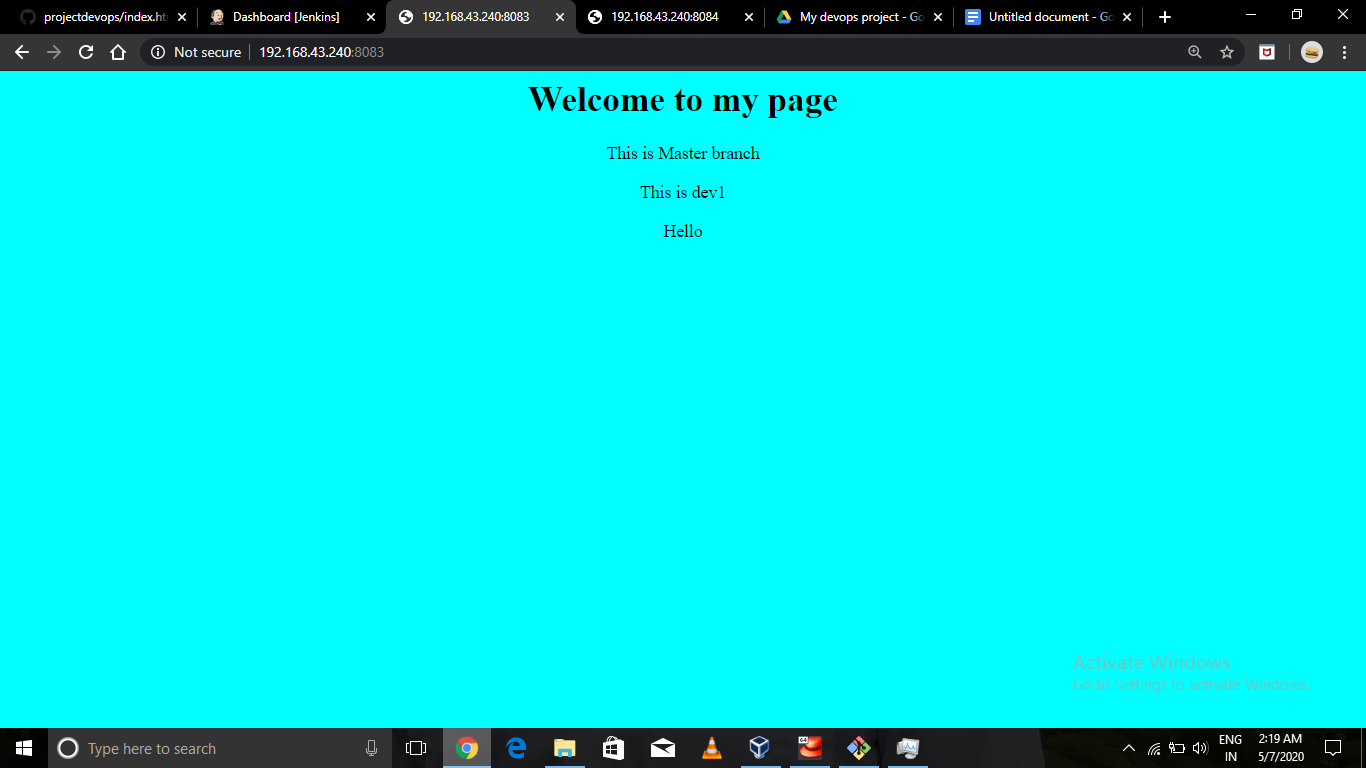 projectdevops/index.ht
Dashboard [Jenkins]
192.168.43.240:8083
192.168.43.240:8084
My devops project - Go
Untitled document - Go
Not secure
192.168.43.240:8083
Welcome to my page
This is Master branch
This is dev1
Hello
Activate Windows
Go to Settings to activate Windows.
Type here to search
ENG
IN
2:19 AM
5/7/2020